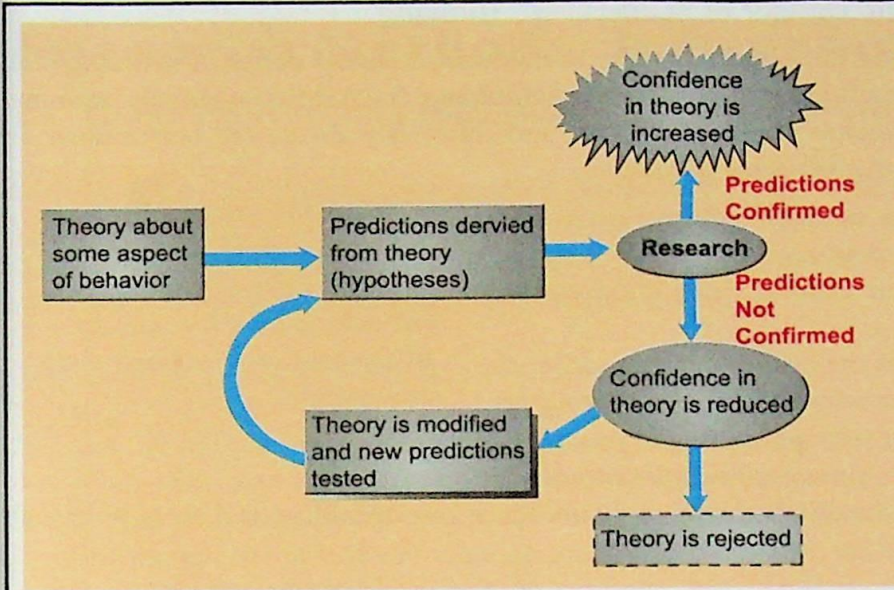 Confidence
in theory is
increased
Predictions
Confirmed
Theory about
some aspect
of behavior
Predictions dervied
from theory
(hypotheses)
Research
Predictions
Not
Confirmed
Confidence in
theory is reduced
Theory is modified
and new predictions
tested
Theory is rejected